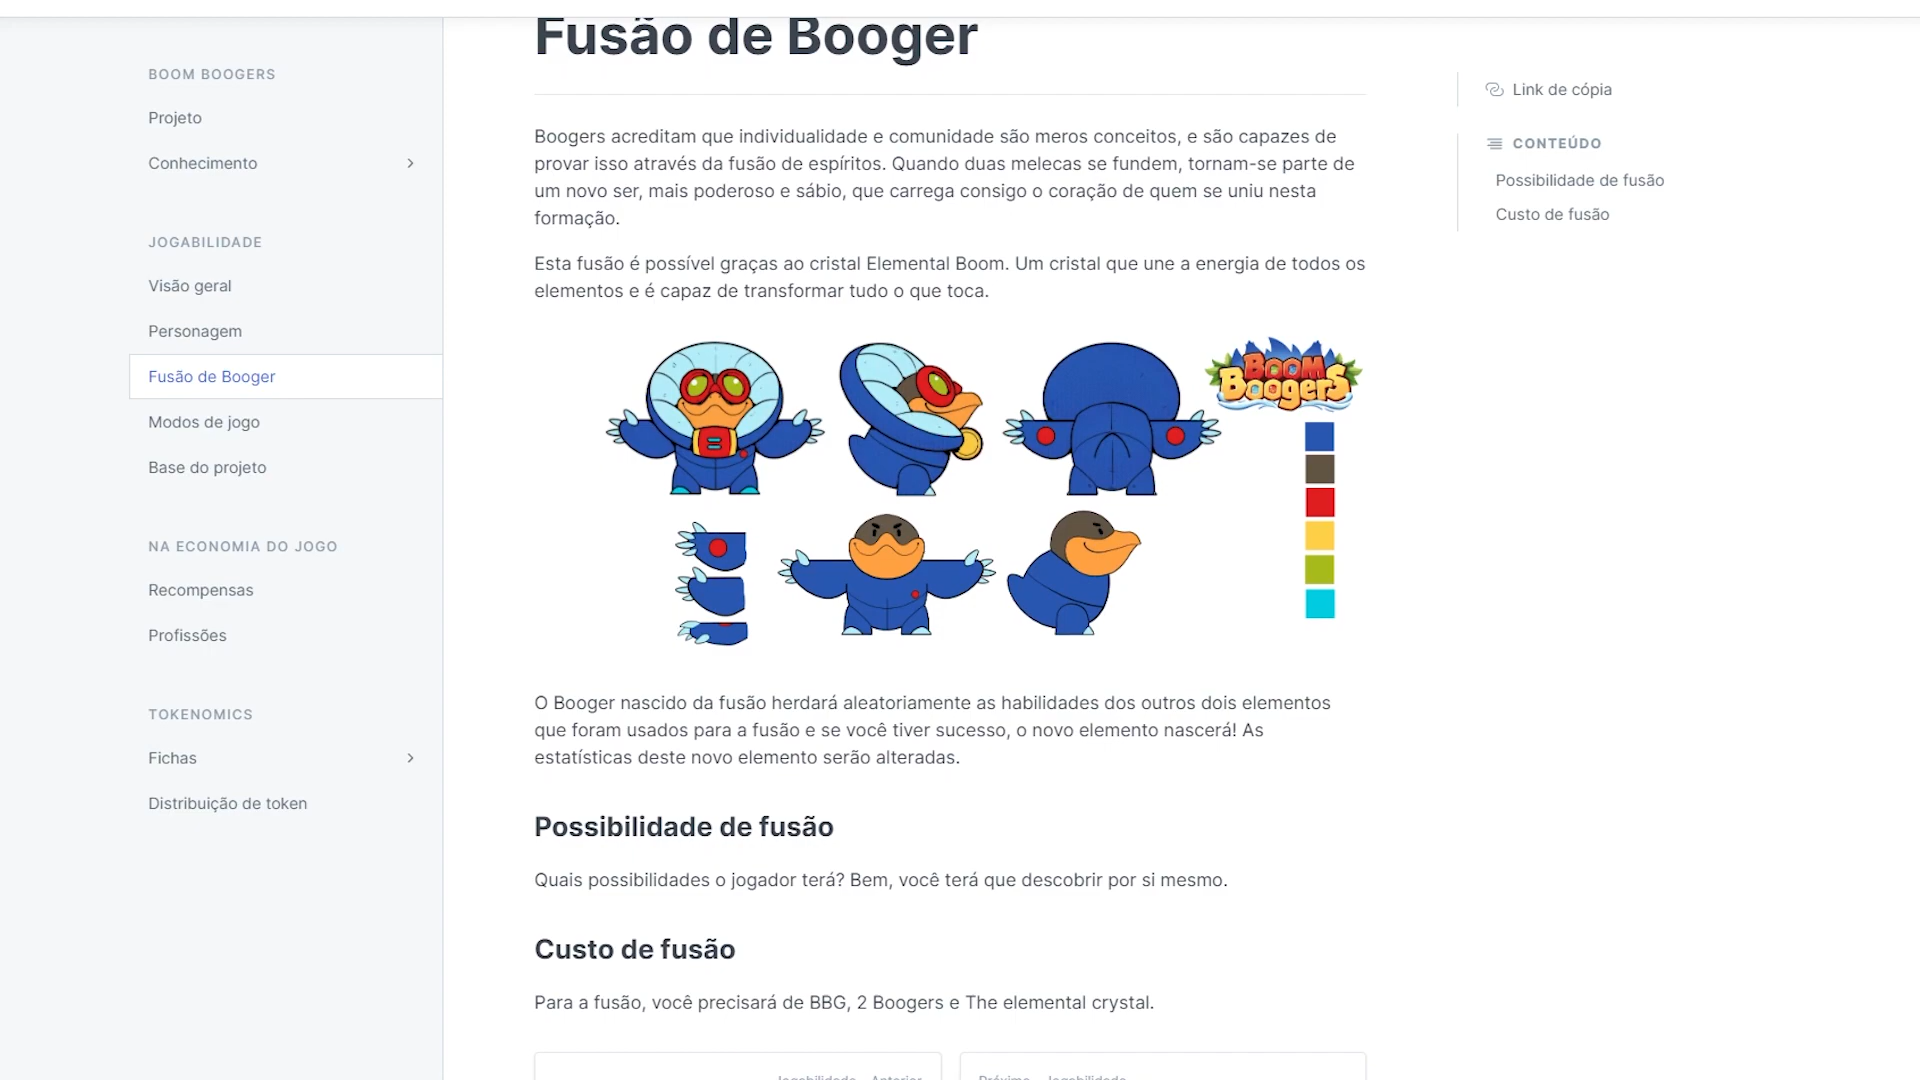 BOOM BOOGERS
Projeto
Conhecimento
JOGABILIDADE
Visão geral
Personagem
Fusão de Booger
Modos de jogo
Base do projeto
NA ECONOMIA DO JOGO
Recompensas
Profissões
TOKENOMICS
Fichas
Distribuição de token
Fusão de Booger
Boogers acreditam que individualidade e comunidade são meros conceitos, e são capazes de
provar isso através da fusão de espíritos. Quando duas melecas se fundem, tornam-se parte de
um novo ser, mais poderoso e sábio, que carrega consigo o coração de quem se uniu nesta
formação.
Esta fusão é possível graças ao cristal Elemental Boom. Um cristal que une a energia de todos os
elementos e é capaz de transformar tudo o que toca.
BOOM
BOOGERS
O Booger nascido da fusão herdará aleatoriamente as habilidades dos outros dois elementos
que foram usados para a fusão e se você tiver sucesso, o novo elemento nascerá! As
estatísticas deste novo elemento serão alteradas.
Possibilidade de fusão
Quais possibilidades o jogador terá? Bem, você terá que descobrir por si mesmo.
Custo de fusão
Para a fusão, você precisará de BBG, 2 Boogers e The elemental crystal.
Jogabilidade - Anterior
Próximo - Jogabilidade
Link de cópia
CONTEÚDO
Possibilidade de fusão
Custo de fusão